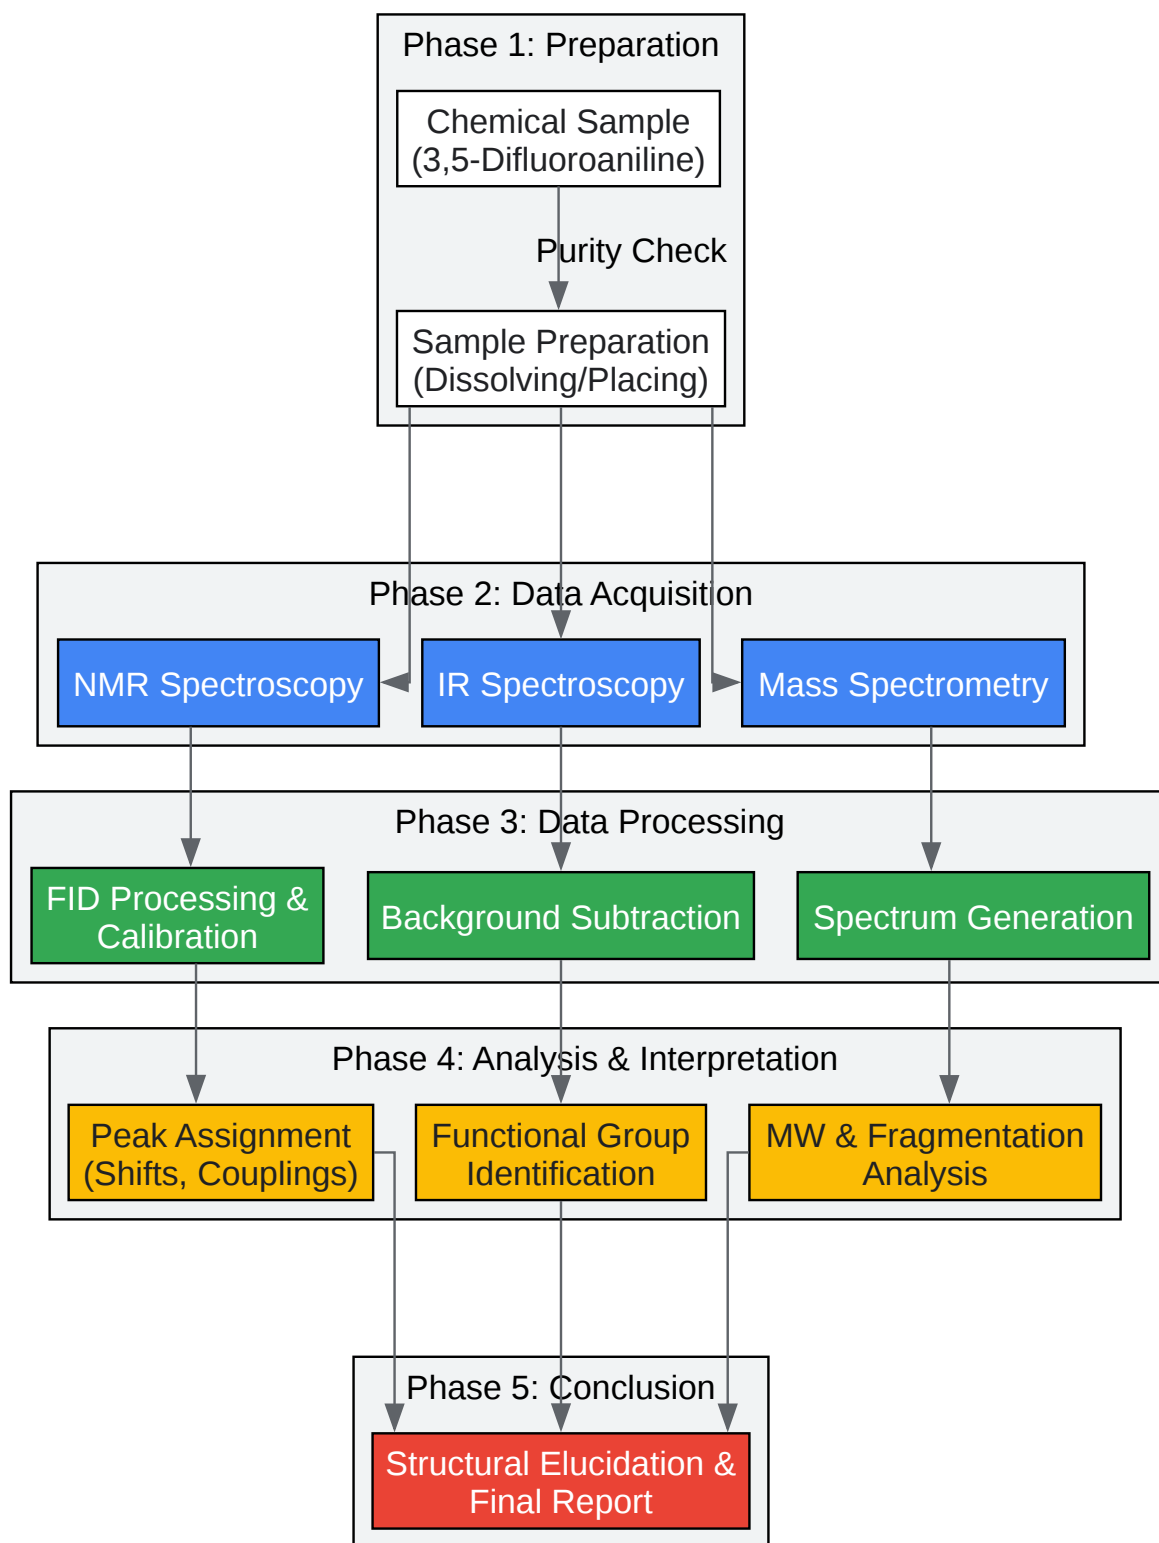 Phase 1: Preparation
Chemical Sample
(3,5-Difluoroaniline)
Purity Check
Sample Preparation
(Dissolving/Placing)
Phase 2: Data Acquisition
NMR Spectroscopy
IR Spectroscopy
Mass Spectrometry
Phase 3: Data Processing
FID Processing &
Calibration
Background Subtraction
Spectrum Generation
Phase 4: Analysis & Interpretation
Peak Assignment
(Shifts, Couplings)
Functional Group
Identification
MW & Fragmentation
Analysis
Phase 5: Conclusion
Structural Elucidation &
Final Report